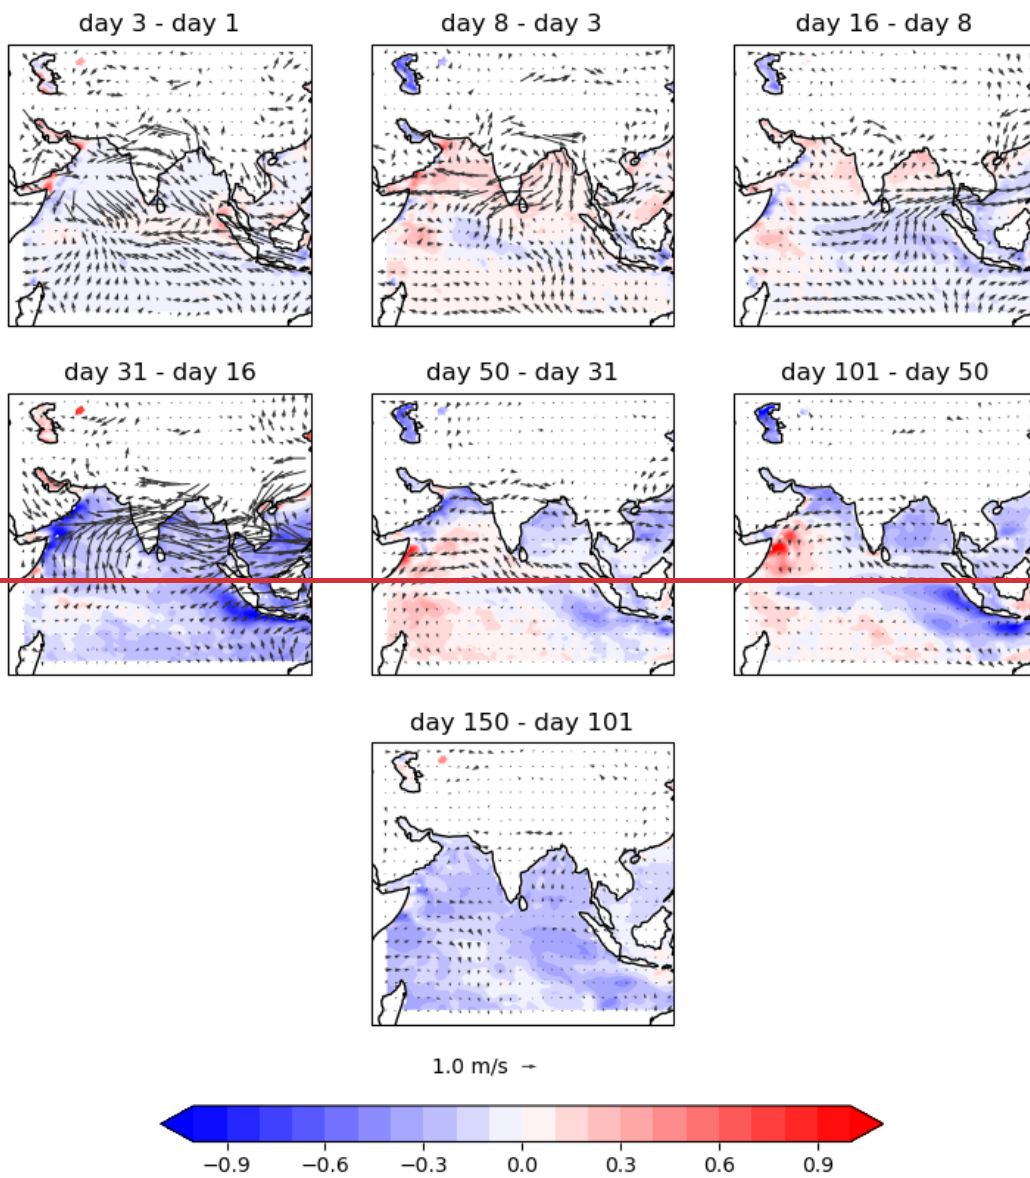 day 3 - day 1
day 8 - day 3
day 16 - day 8
day 31 - day 16
day 50 - day 31
day 101 - day 50
day 150 - day 101
1.0 m/s
−0.9 −0.6 −0.3 0.0 0.3 0.6 0.9